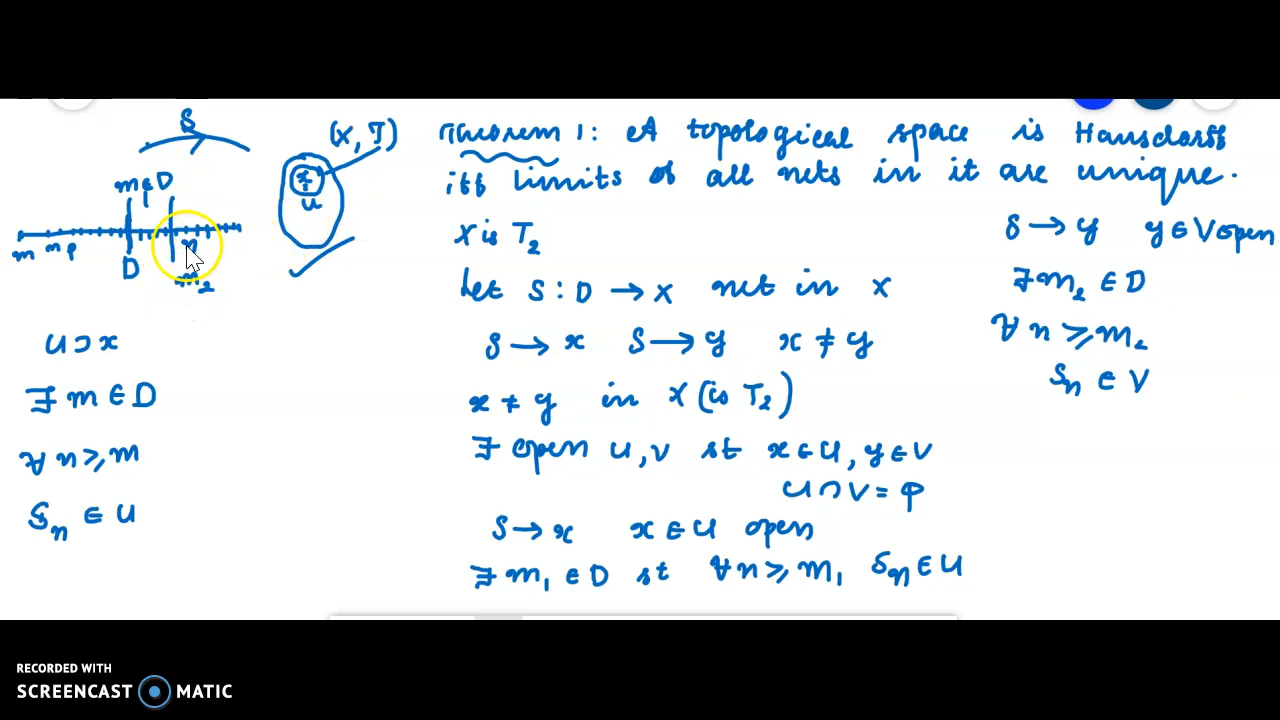 S
(X, T)
m ∈ D
x
u
m n p
D
n
m₂
U ⊃ x
∃ m ∈ D
∀ n ≥ m
Sₙ ∈ U
Theorem 1: A topological space is Hausdorff
iff limits of all nets in it are unique.
X is T₂
Let S : D → X net in X
S → x S → y x ≠ y
x ≠ y in X (is T₂)
∃ open U, V st x ∈ U, y ∈ V
U ∩ V = φ
S → x x ∈ U open
∃ m₁ ∈ D st ∀ n ≥ m₁ Sₙ ∈ U
S → y y ∈ V open
∃ m₂ ∈ D
∀ n ≥ m₂
Sₙ ∈ V
RECORDED WITH
SCREENCAST MATIC